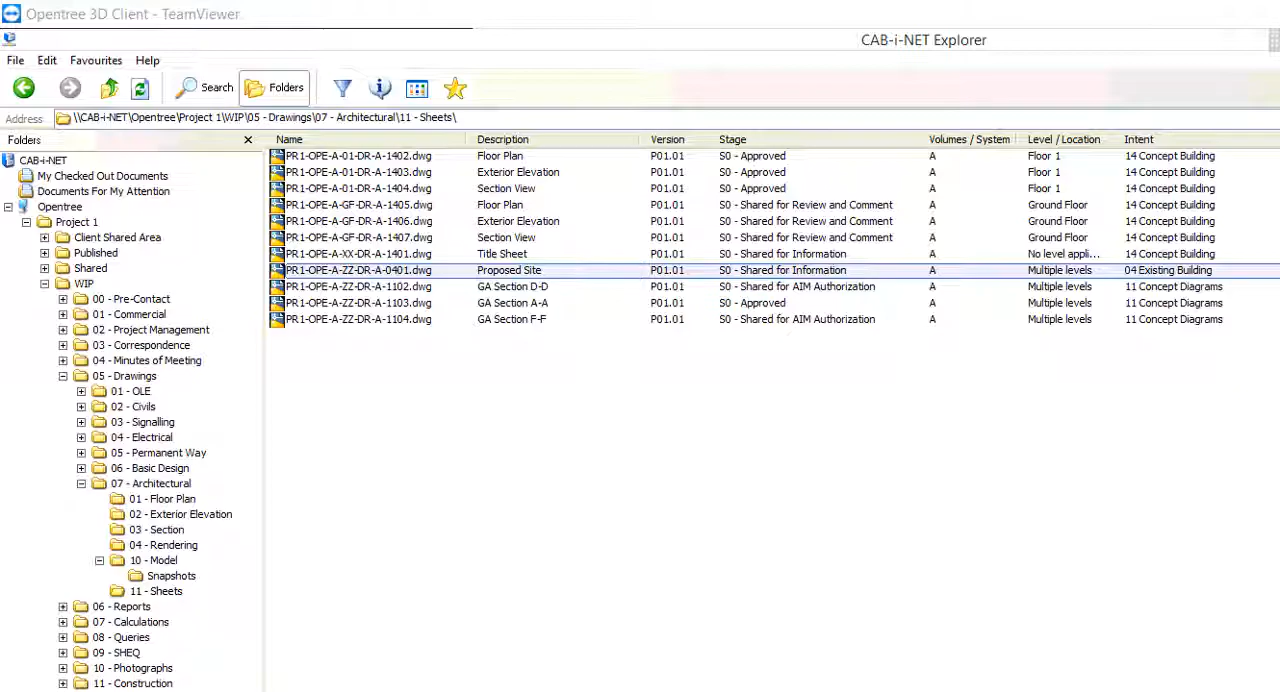 Opentree 3D Client - TeamViewer
CAB-i-NET Explorer
File Edit Favourites Help
Search Folders
Address \\CAB-i-NET\Opentree\Project 1\WIP\05 - Drawings\07 - Architectural\11 - Sheets\
Folders
CAB-i-NET
My Checked Out Documents
Documents For My Attention
Opentree
Project 1
Client Shared Area
Published
Shared
WIP
00 - Pre-Contact
01 - Commercial
02 - Project Management
03 - Correspondence
04 - Minutes of Meeting
05 - Drawings
01 - OLE
02 - Civils
03 - Signalling
04 - Electrical
05 - Permanent Way
06 - Basic Design
07 - Architectural
01 - Floor Plan
02 - Exterior Elevation
03 - Section
04 - Rendering
10 - Model
Snapshots
11 - Sheets
06 - Reports
07 - Calculations
08 - Queries
09 - SHEQ
10 - Photographs
11 - Construction
Name Description Version Stage Volumes / System Level / Location Intent
PR1-OPE-A-01-DR-A-1402.dwg Floor Plan P01.01 S0 - Approved A Floor 1 14 Concept Building
PR1-OPE-A-01-DR-A-1403.dwg Exterior Elevation P01.01 S0 - Approved A Floor 1 14 Concept Building
PR1-OPE-A-01-DR-A-1404.dwg Section View P01.01 S0 - Approved A Floor 1 14 Concept Building
PR1-OPE-A-GF-DR-A-1405.dwg Floor Plan P01.01 S0 - Shared for Review and Comment A Ground Floor 14 Concept Building
PR1-OPE-A-GF-DR-A-1406.dwg Exterior Elevation P01.01 S0 - Shared for Review and Comment A Ground Floor 14 Concept Building
PR1-OPE-A-GF-DR-A-1407.dwg Section View P01.01 S0 - Shared for Review and Comment A Ground Floor 14 Concept Building
PR1-OPE-A-XX-DR-A-1401.dwg Title Sheet P01.01 S0 - Shared for Information A No level appli... 14 Concept Building
PR1-OPE-A-ZZ-DR-A-0401.dwg Proposed Site P01.01 S0 - Shared for Information A Multiple levels 04 Existing Building
PR1-OPE-A-ZZ-DR-A-1102.dwg GA Section D-D P01.01 S0 - Shared for AIM Authorization A Multiple levels 11 Concept Diagrams
PR1-OPE-A-ZZ-DR-A-1103.dwg GA Section A-A P01.01 S0 - Approved A Multiple levels 11 Concept Diagrams
PR1-OPE-A-ZZ-DR-A-1104.dwg GA Section F-F P01.01 S0 - Shared for AIM Authorization A Multiple levels 11 Concept Diagrams